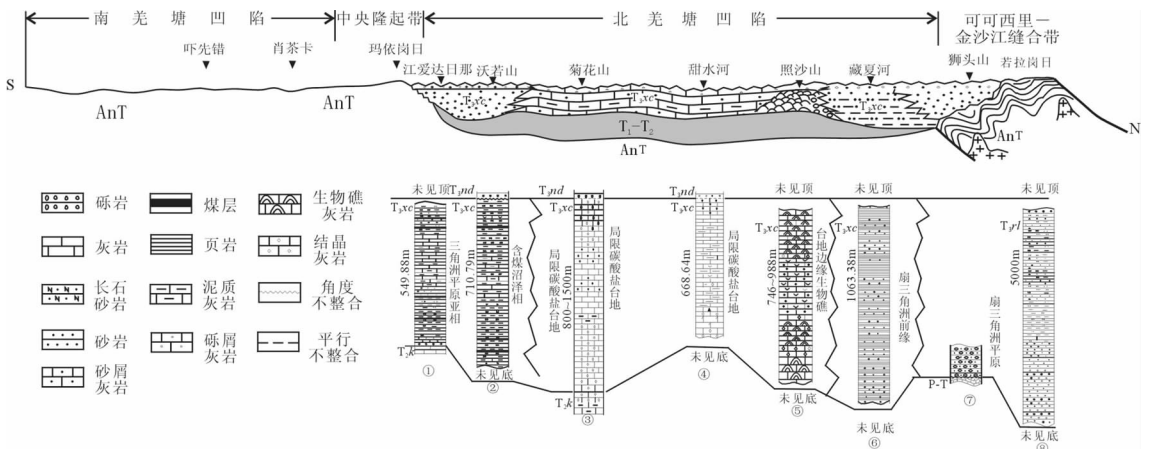 南羌塘凹陷 中央隆起带 北羌塘凹陷 可可西里－
金沙江缝合带
吓先错 肖茶卡 玛依岗日 江爱达日那 沃若山 菊花山 甜水河 照沙山 藏夏河 狮头山 若拉岗日
S
AnT AnT T₃xc T₃xc T₃xc
T₁－T₂
AnT AnT
N
砾岩 煤层 生物礁
灰岩
灰岩 页岩 结晶
灰岩
长石
砂岩 泥质
灰岩 角度
不整合
砂岩 砾屑
灰岩 平行
不整合
砂屑
灰岩
未见顶
T₃xc
549.88m
三角洲平原亚相
T₂k
①
T₃nd
T₃xc
710.79m
含煤沼泽相
未见底
②
T₃nd
T₃xc
局限碳酸盐台地
800~1500m
局限碳酸盐台地
T₂k
③
T₃nd
T₃xc
668.64m
局限碳酸盐台地
未见底
④
未见顶
T₃xc
746~988m
台地边缘生物礁
未见底
⑤
未见顶
T₃xc
1063.38m
扇三角洲前缘
未见底
⑥
P-T
⑦
扇三角洲平原
未见顶
T₃rl
5000m
未见底
⑧